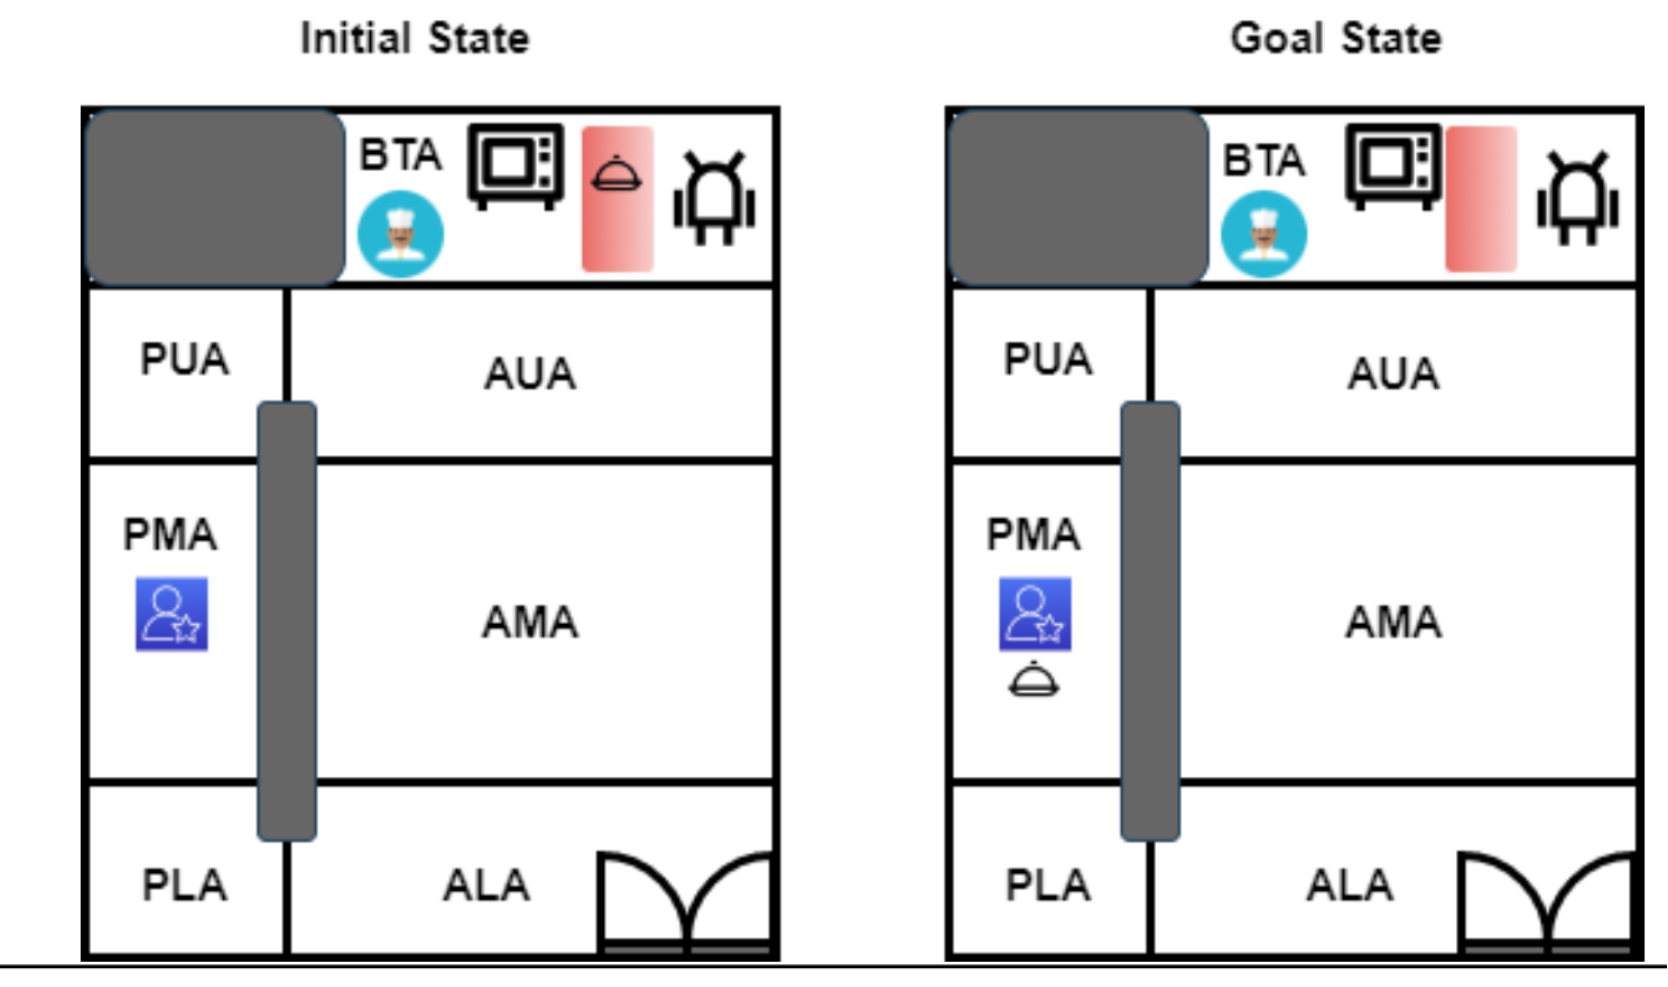 Initial State
BTA
PUA
AUA
PMA
AMA
PLA
ALA
Goal State
BTA
PUA
AUA
PMA
AMA
PLA
ALA